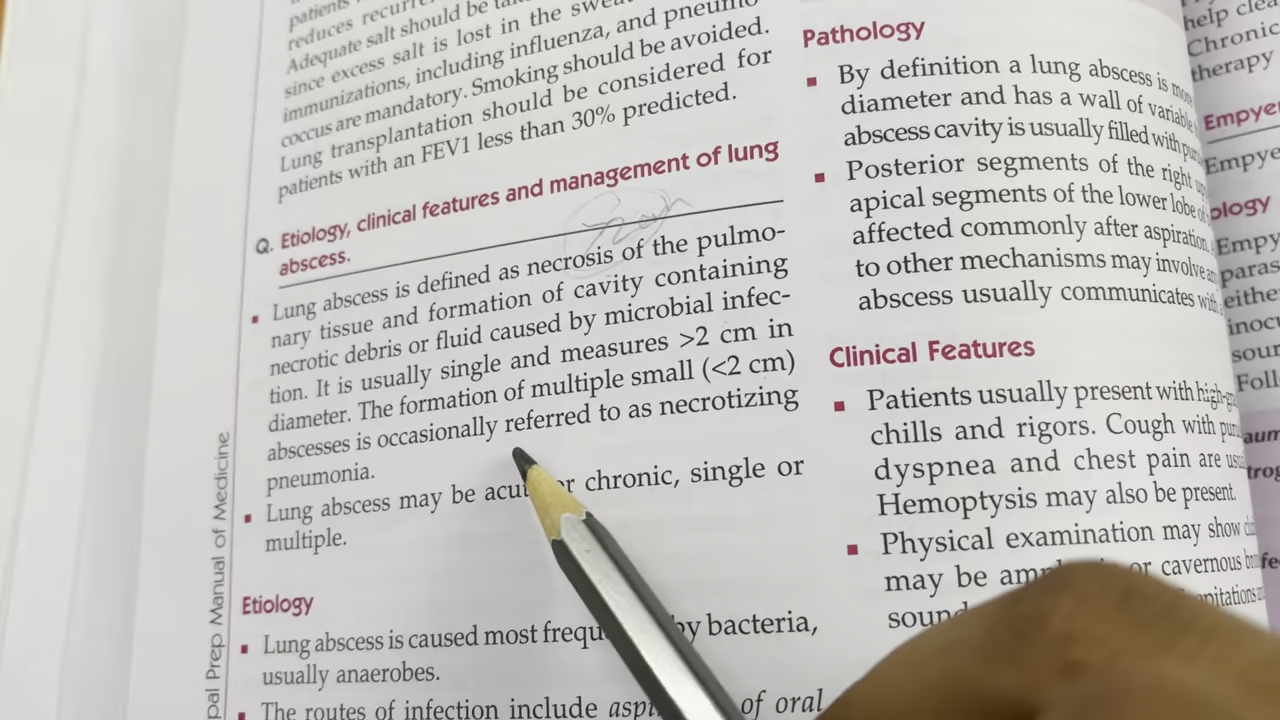 patients
reduces recurr
Adequate salt should be
since excess salt is lost in the
immunizations, including influenza, and pneumo
coccus are mandatory. Smoking should be avoided.
Lung transplantation should be considered for
patients with an FEV1 less than 30% predicted.
Q. Etiology, clinical features and management of lung
abscess.
▪ Lung abscess is defined as necrosis of the pulmo-
nary tissue and formation of cavity containing
necrotic debris or fluid caused by microbial infec-
tion. It is usually single and measures >2 cm in
diameter. The formation of multiple small (<2 cm)
abscesses is occasionally referred to as necrotizing
pneumonia.
▪ Lung abscess may be acut or chronic, single or
multiple.
Etiology
▪ Lung abscess is caused most frequ by bacteria,
usually anaerobes.
▪ The routes of infection include of oral
pal Prep Manual of Medicine
Pathology
▪ By definition a lung abscess is
diameter and has a wall of variable
abscess cavity is usually filled with
▪ Posterior segments of the right
apical segments of the lower lobe
affected commonly after aspiration.
to other mechanisms may involve
abscess usually communicates
Clinical Features
▪ Patients usually present with high-
chills and rigors. Cough with
dyspnea and chest pain are
Hemoptysis may also be present.
▪ Physical examination may show
may be or cavernous
sound
help clea
Chronic
therapy
Empye
Empye
ology
Empy
paras
either
inoc
sour
Foll